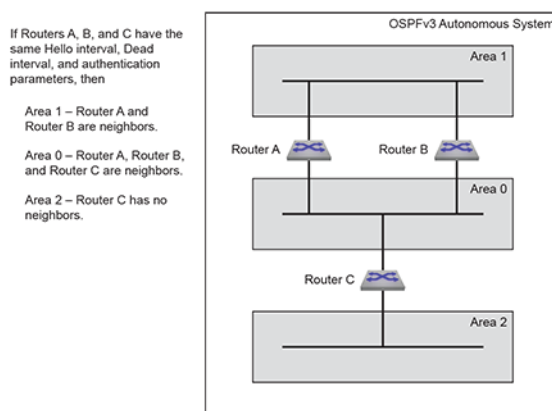 If Routers A, B, and C have the
same Hello interval, Dead
interval, and authentication
parameters, then
Area 1 – Router A and
Router B are neighbors.
Area 0 – Router A, Router B,
and Router C are neighbors.
Area 2 – Router C has no
neighbors.
OSPFv3 Autonomous System
Area 1
Router A
Router B
Area 0
Router C
Area 2